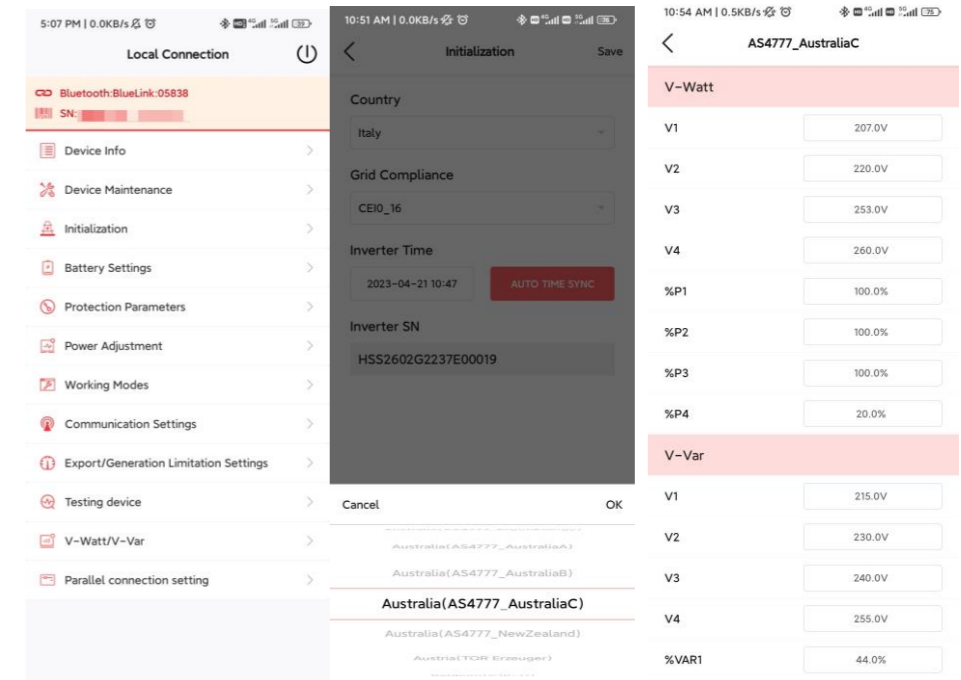 5:07 PM | 0.0KB/s
39
Local Connection
Bluetooth:BlueLink:05838
SN:
Device Info
Device Maintenance
Initialization
Battery Settings
Protection Parameters
Power Adjustment
Working Modes
Communication Settings
Export/Generation Limitation Settings
Testing device
V-Watt/V-Var
Parallel connection setting
10:51 AM | 0.0KB/s
76
Initialization
Save
Country
Italy
Grid Compliance
CEI0_16
Inverter Time
2023-04-21 10:47
AUTO TIME SYNC
Inverter SN
HSS2602G2237E00019
Cancel
OK
Australia(AS4777_AustraliaA)
Australia(AS4777_AustraliaB)
Australia(AS4777_AustraliaC)
Australia(AS4777_NewZealand)
Austria(TOR Erzeuger)
10:54 AM | 0.5KB/s
75
AS4777_AustraliaC
V-Watt
V1 207.0V
V2 220.0V
V3 253.0V
V4 260.0V
%P1 100.0%
%P2 100.0%
%P3 100.0%
%P4 20.0%
V-Var
V1 215.0V
V2 230.0V
V3 240.0V
V4 255.0V
%VAR1 44.0%